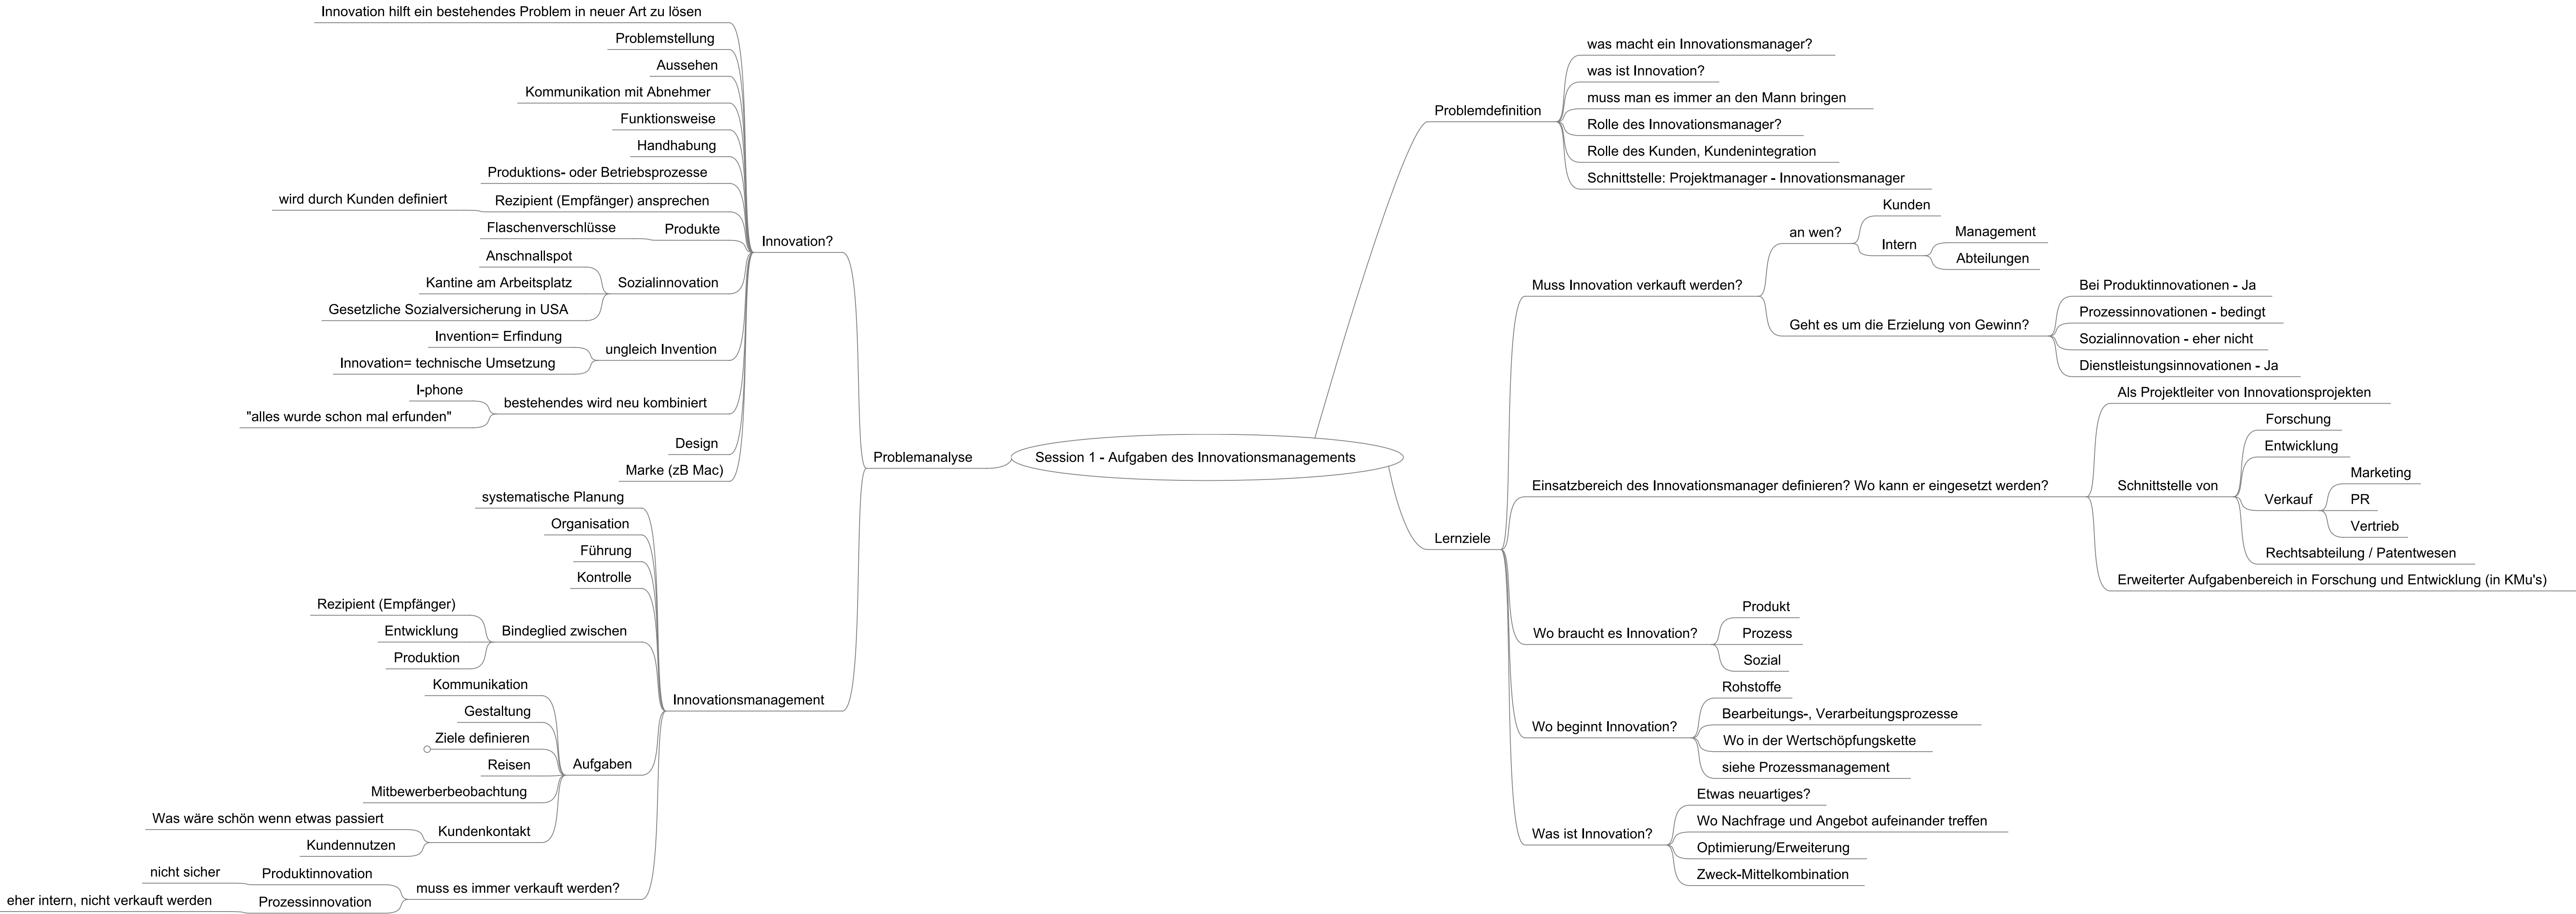 Session 1 - Aufgaben des Innovationsmanagements
Problemdefinition
was macht ein Innovationsmanager?
was ist Innovation?
muss man es immer an den Mann bringen
Rolle des Innovationsmanager?
Rolle des Kunden, Kundenintegration
Schnittstelle: Projektmanager - Innovationsmanager
Lernziele
Muss Innovation verkauft werden?
an wen?
Kunden
Intern
Management
Abteilungen
Geht es um die Erzielung von Gewinn?
Bei Produktinnovationen - Ja
Prozessinnovationen - bedingt
Sozialinnovation - eher nicht
Dienstleistungsinnovationen - Ja
Einsatzbereich des Innovationsmanager definieren? Wo kann er eingesetzt werden?
Als Projektleiter von Innovationsprojekten
Schnittstelle von
Forschung
Entwicklung
Verkauf
Marketing
PR
Vertrieb
Rechtsabteilung / Patentwesen
Erweiterter Aufgabenbereich in Forschung und Entwicklung (in KMu's)
Wo braucht es Innovation?
Produkt
Prozess
Sozial
Wo beginnt Innovation?
Rohstoffe
Bearbeitungs-, Verarbeitungsprozesse
Wo in der Wertschöpfungskette
siehe Prozessmanagement
Was ist Innovation?
Etwas neuartiges?
Wo Nachfrage und Angebot aufeinander treffen
Optimierung/Erweiterung
Zweck-Mittelkombination
Problemanalyse
Innovation?
Innovation hilft ein bestehendes Problem in neuer Art zu lösen
Problemstellung
Aussehen
Kommunikation mit Abnehmer
Funktionsweise
Handhabung
Produktions- oder Betriebsprozesse
Rezipient (Empfänger) ansprechen
wird durch Kunden definiert
Produkte
Flaschenverschlüsse
Sozialinnovation
Anschnallspot
Kantine am Arbeitsplatz
Gesetzliche Sozialversicherung in USA
ungleich Invention
Invention= Erfindung
Innovation= technische Umsetzung
bestehendes wird neu kombiniert
I-phone
"alles wurde schon mal erfunden"
Design
Marke (zB Mac)
Innovationsmanagement
systematische Planung
Organisation
Führung
Kontrolle
Bindeglied zwischen
Rezipient (Empfänger)
Entwicklung
Produktion
Aufgaben
Kommunikation
Gestaltung
Ziele definieren
Reisen
Mitbewerberbeobachtung
Kundenkontakt
Was wäre schön wenn etwas passiert
Kundennutzen
muss es immer verkauft werden?
Produktinnovation
nicht sicher
Prozessinnovation
eher intern, nicht verkauft werden